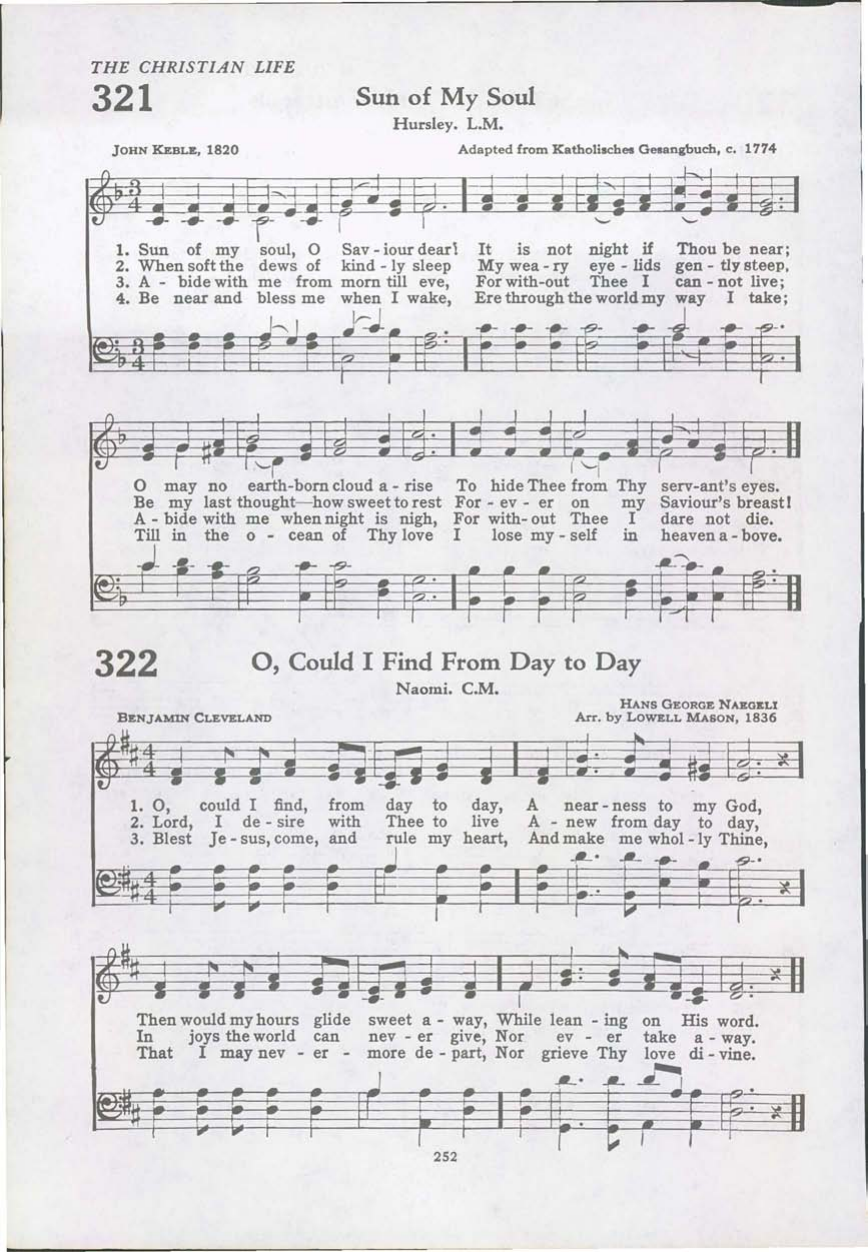 THE CHRISTIAN LIFE
321 Sun of My Soul
Hursley. L.M.
JOHN KEBLE, 1820 Adapted from Katholisches Gesangbuch, c. 1774
3
4
1. Sun of my soul, O Sav - iour dear! It is not night if Thou be near;
2. When soft the dews of kind - ly sleep My wea - ry eye - lids gen - tly steep,
3. A - bide with me from morn till eve, For with-out Thee I can - not live;
4. Be near and bless me when I wake, Ere through the world my way I take;
3
4
O may no earth-born cloud a - rise To hide Thee from Thy serv-ant's eyes.
Be my last thought—how sweet to rest For - ev - er on my Saviour's breast!
A - bide with me when night is nigh, For with- out Thee I dare not die.
Till in the o - cean of Thy love I lose my - self in heaven a - bove.
322 O, Could I Find From Day to Day
Naomi. C.M.
HANS GEORGE NAEGELI
BENJAMIN CLEVELAND Arr. by LOWELL MASON, 1836
4
4
1. O, could I find, from day to day, A near - ness to my God,
2. Lord, I de - sire with Thee to live A - new from day to day,
3. Blest Je - sus, come, and rule my heart, And make me whol - ly Thine,
4
4
Then would my hours glide sweet a - way, While lean - ing on His word.
In joys the world can nev - er give, Nor ev - er take a - way.
That I may nev - er - more de - part, Nor grieve Thy love di - vine.
252